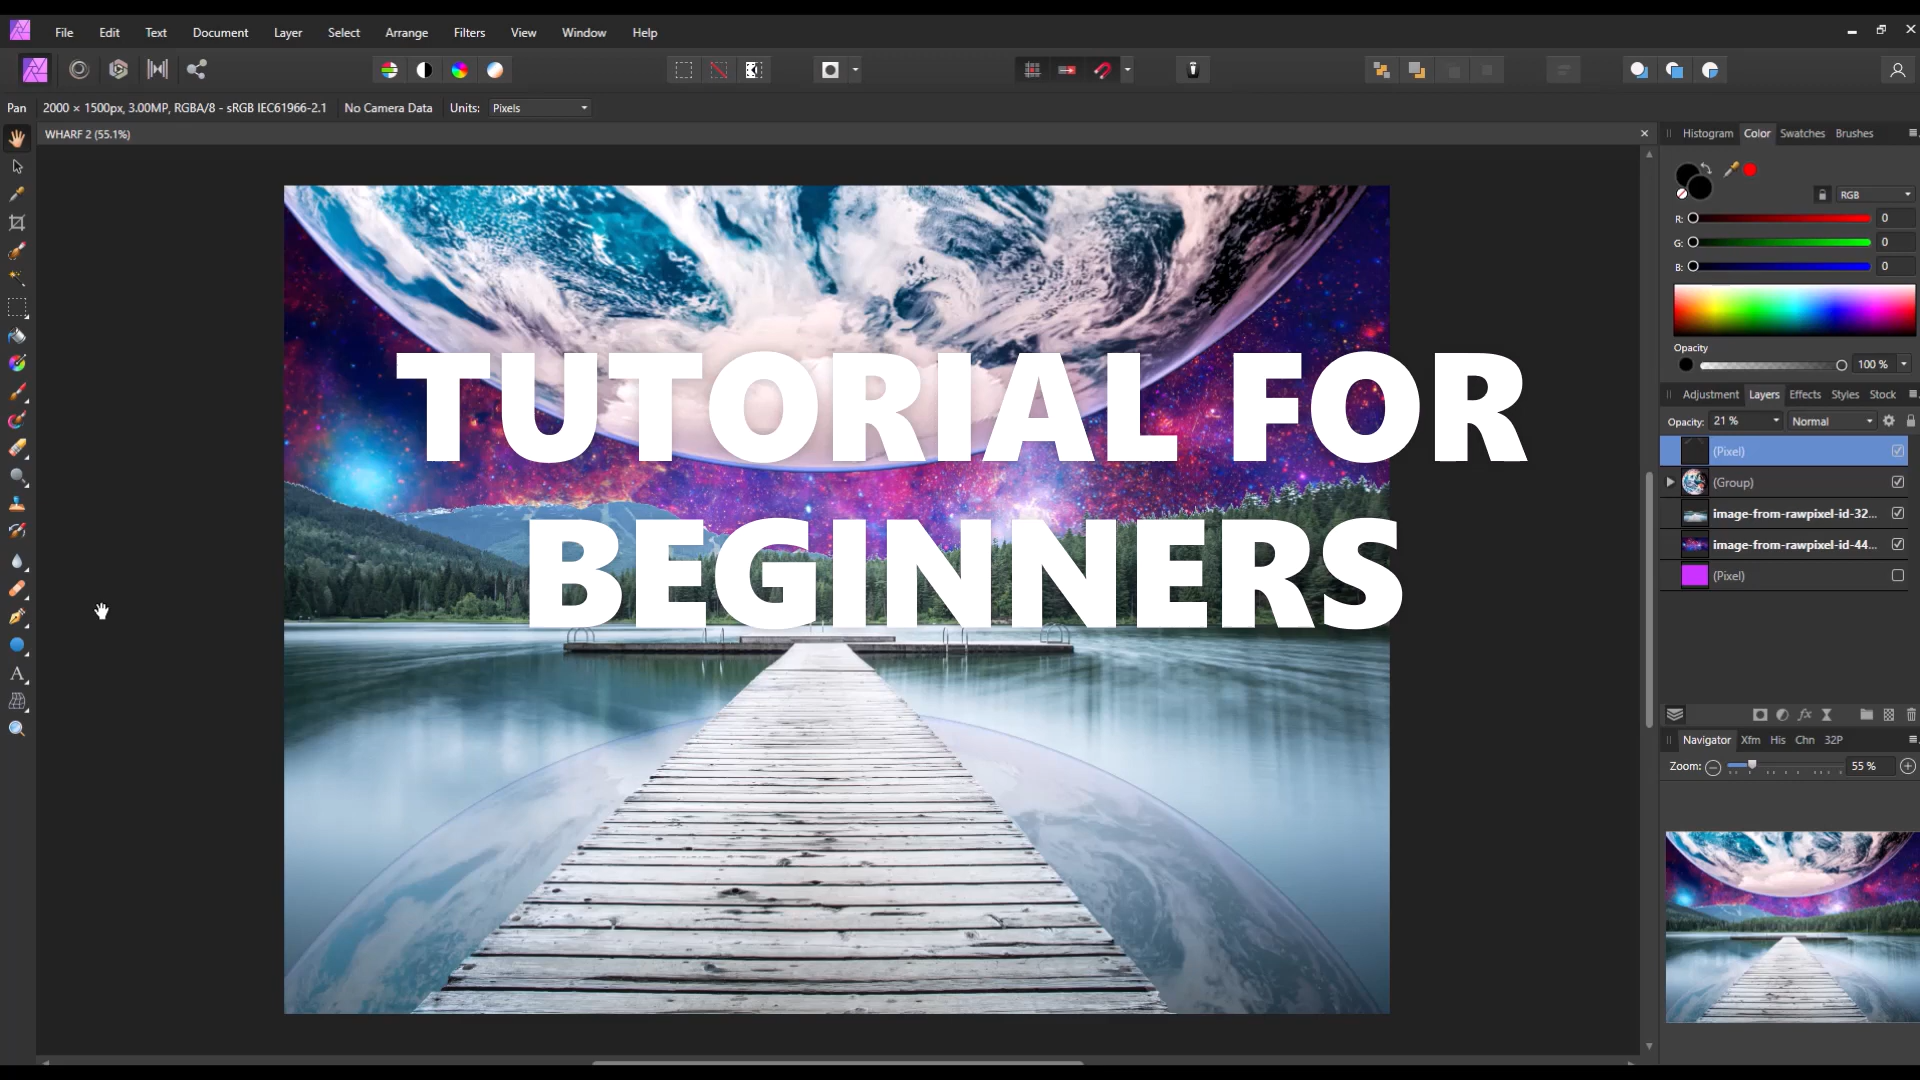 File Edit Text Document Layer Select Arrange Filters View Window Help
Pan 2000 × 1500px, 3.00MP, RGBA/8 - sRGB IEC61966-2.1 No Camera Data Units: Pixels
WHARF 2 (55.1%)
Histogram Color Swatches Brushes
RGB
R: 0
G: 0
B: 0
Opacity
100 %
Adjustment Layers Effects Styles Stock
Opacity: 21 % Normal
(Pixel)
(Group)
image-from-rawpixel-id-32...
image-from-rawpixel-id-44...
(Pixel)
fx
Navigator Xfm His Chn 32P
Zoom: 55 %
TUTORIAL FOR
BEGINNERS